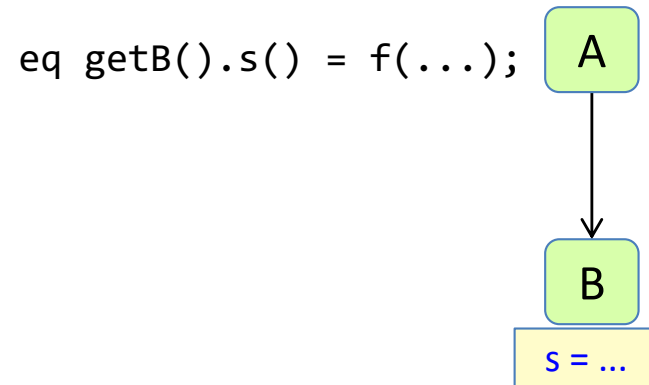 eq getB().s() = f(...);
A
B
s = ...